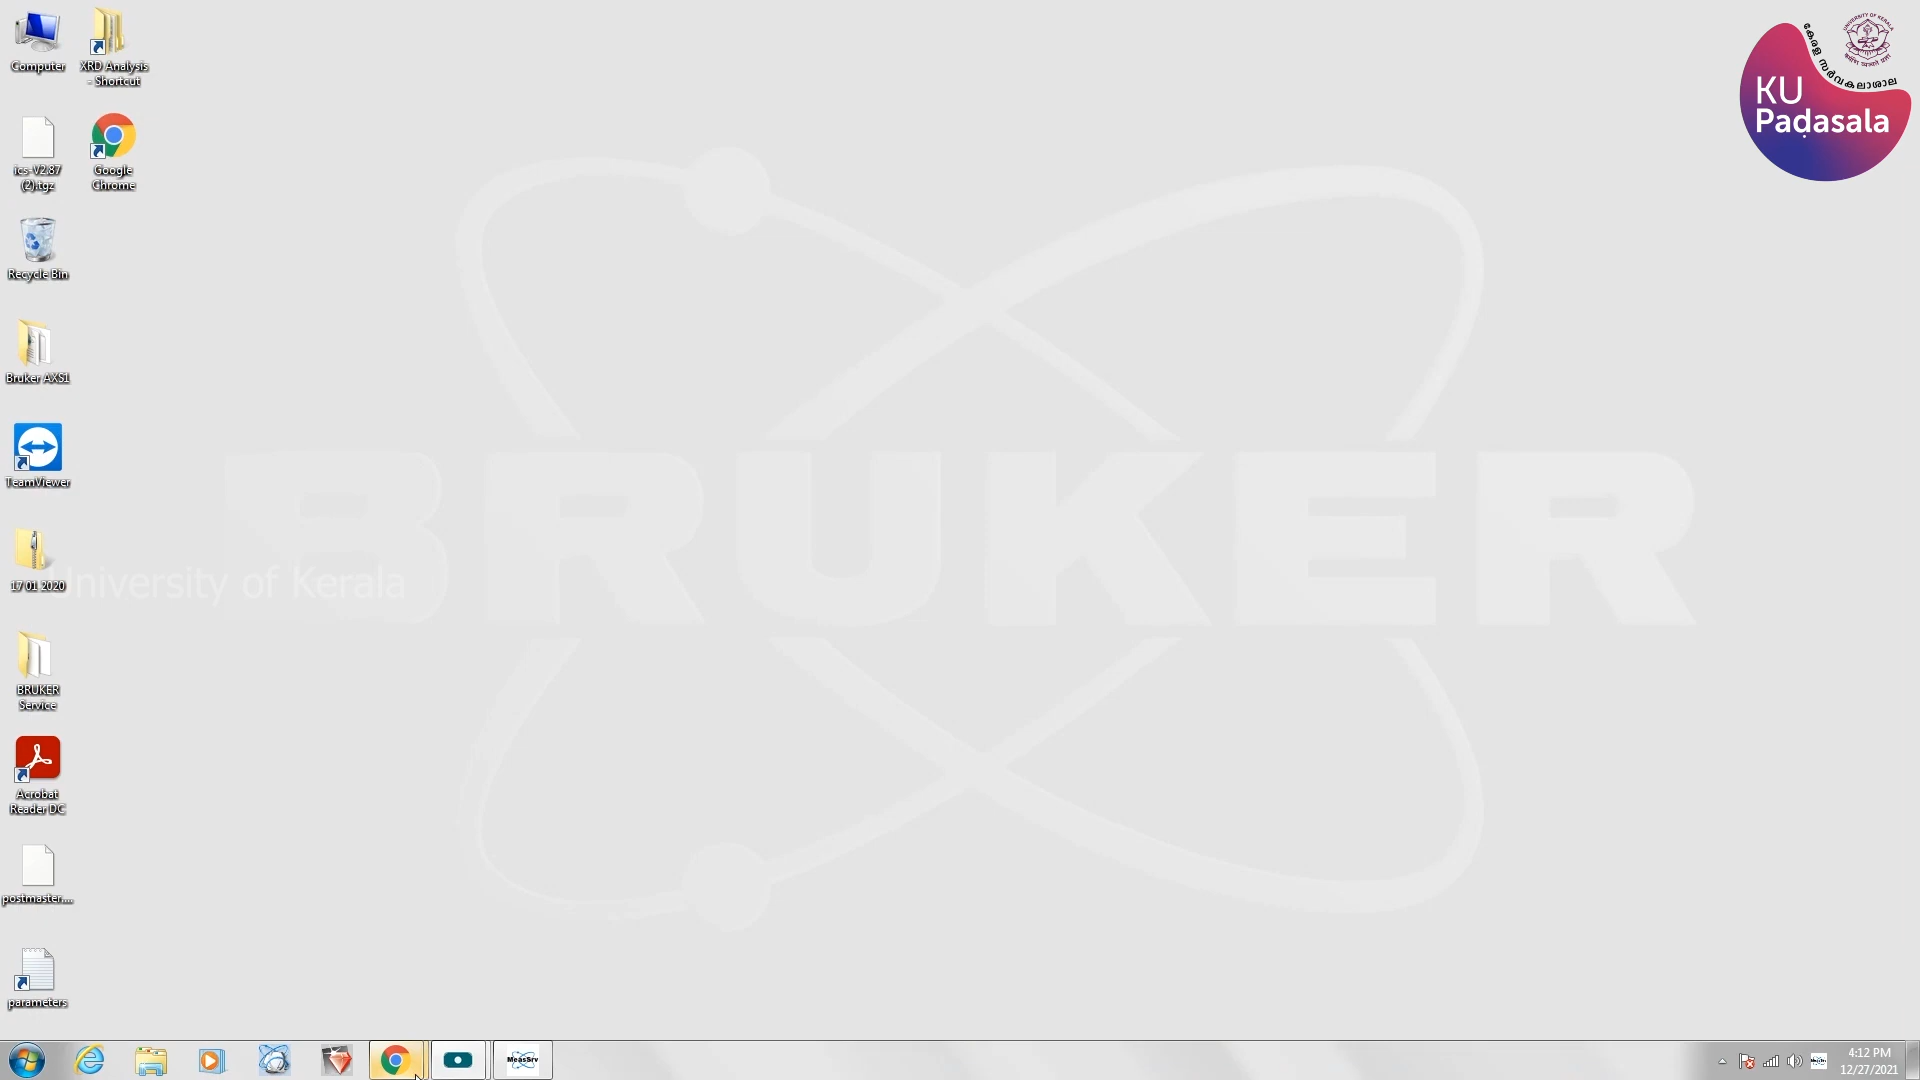 Computer
XRD Analysis
- Shortcut
ics-V2.87
(2).tgz
Google
Chrome
Recycle Bin
Bruker AXS1
TeamViewer
17 01 2020
BRUKER
Service
Acrobat
Reader DC
postmaster....
parameters
BRUKER
University of Kerala
കേരള സർവകലാശാല
KU
Padasala
MeasSrv
4:12 PM
12/27/2021